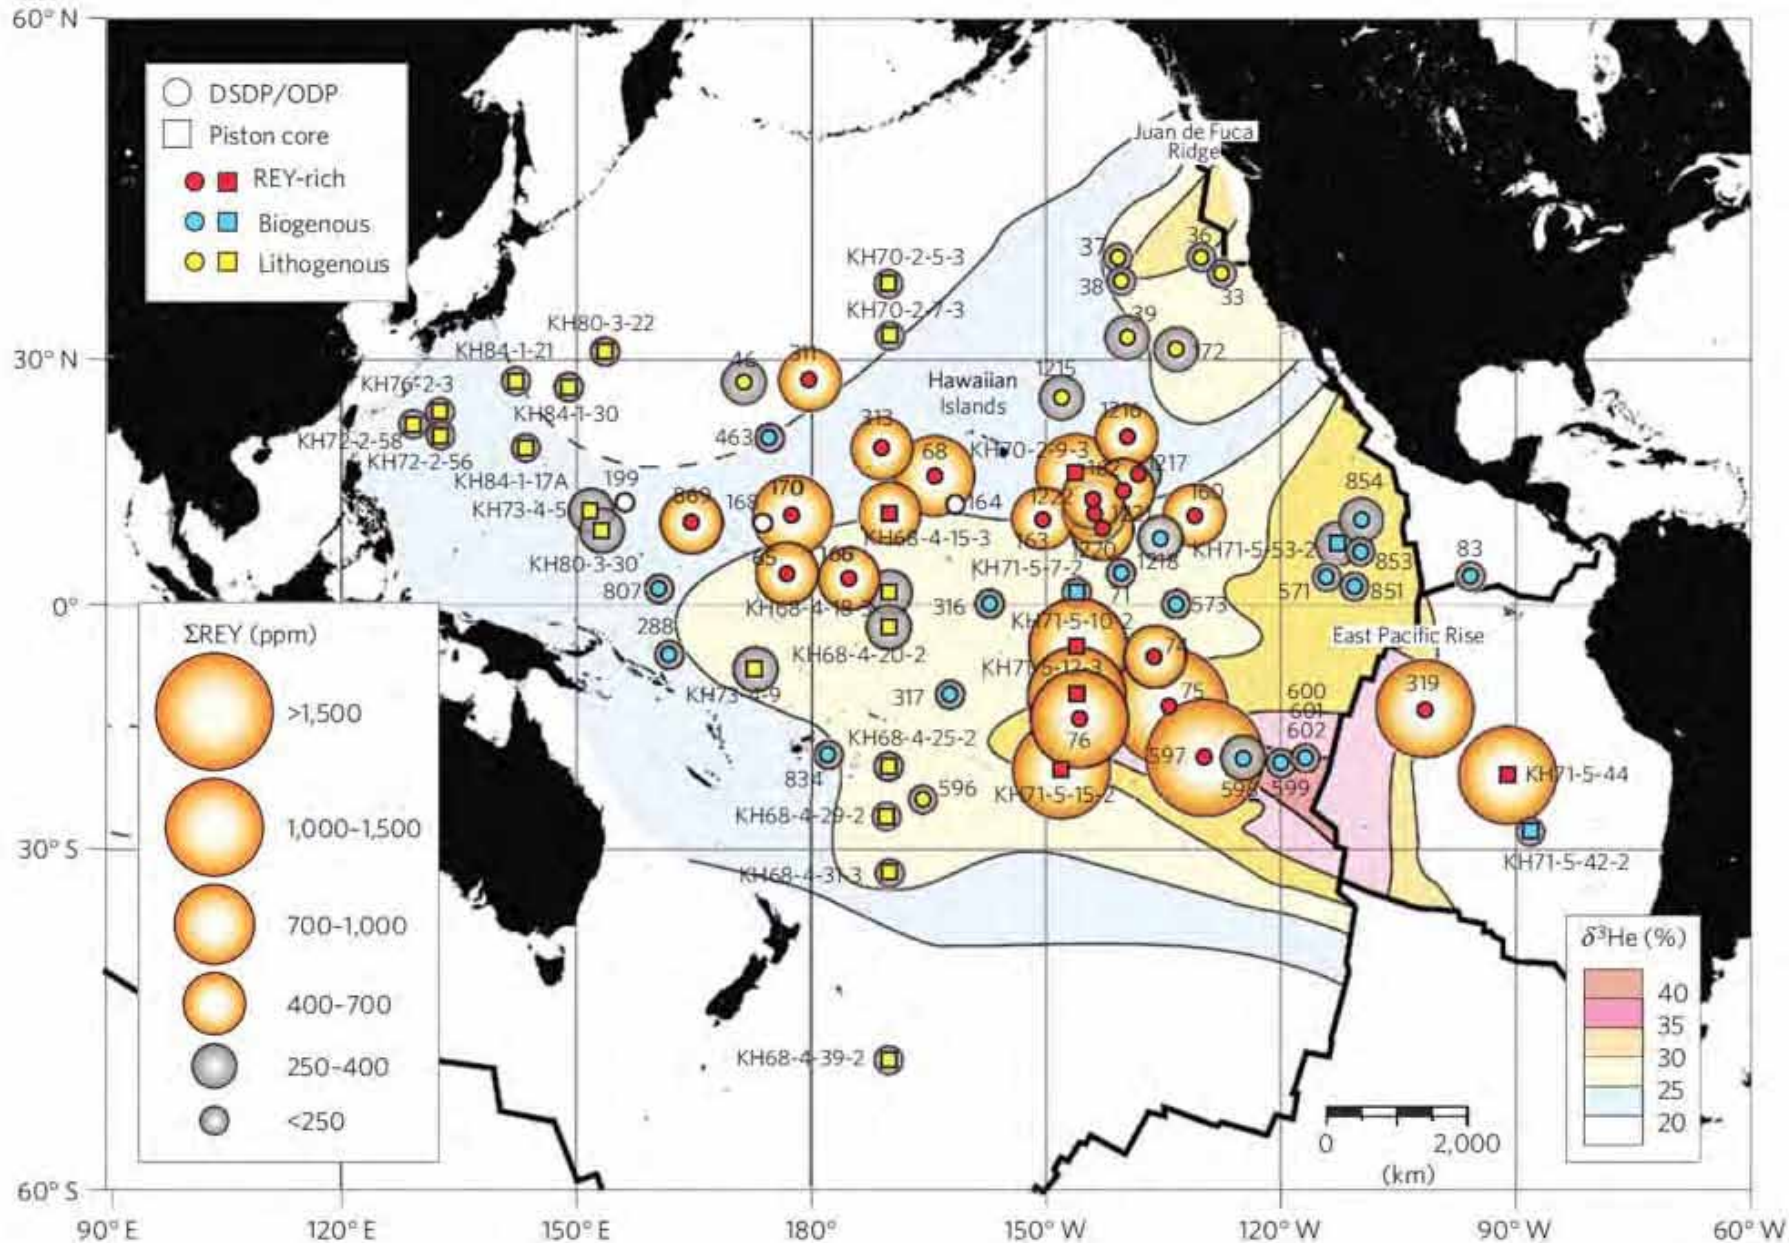 60° N
30° N
0°
30° S
60° S
90° E
120° E
150° E
180°
150° W
120° W
90° W
60° W
DSDP/ODP
Piston core
REY-rich
Biogenous
Lithogenous
Juan de Fuca
Ridge
37
36
38
33
39
172
KH70-2-5-3
KH70-2-7-3
KH80-3-22
KH84-1-21
KH76-2-3
KH84-1-30
KH72-2-58
KH72-2-56
KH84-1-17A
46
311
463
Hawaiian
Islands
1215
1216
313
68
KH70-2-9-3
1217
199
KH73-4-5
869
168
170
164
1222
163
160
854
KH68-4-15-3
1220
KH71-5-53-2
KH80-3-30
65
166
KH71-5-7-2
1218
853
83
807
KH68-4-18-3
316
71
573
571
851
288
KH71-5-10-2
East Pacific Rise
KH68-4-20-2
KH71-5-12-3
74
KH73-4-9
317
75
600
601
602
319
KH68-4-25-2
76
597
834
596
KH71-5-15-2
598
599
KH71-5-44
KH68-4-29-2
KH68-4-31-3
KH71-5-42-2
KH68-4-39-2
ΣREY (ppm)
>1,500
1,000–1,500
700–1,000
400–700
250–400
<250
δ³He (%)
40
35
30
25
20
0 2,000
(km)